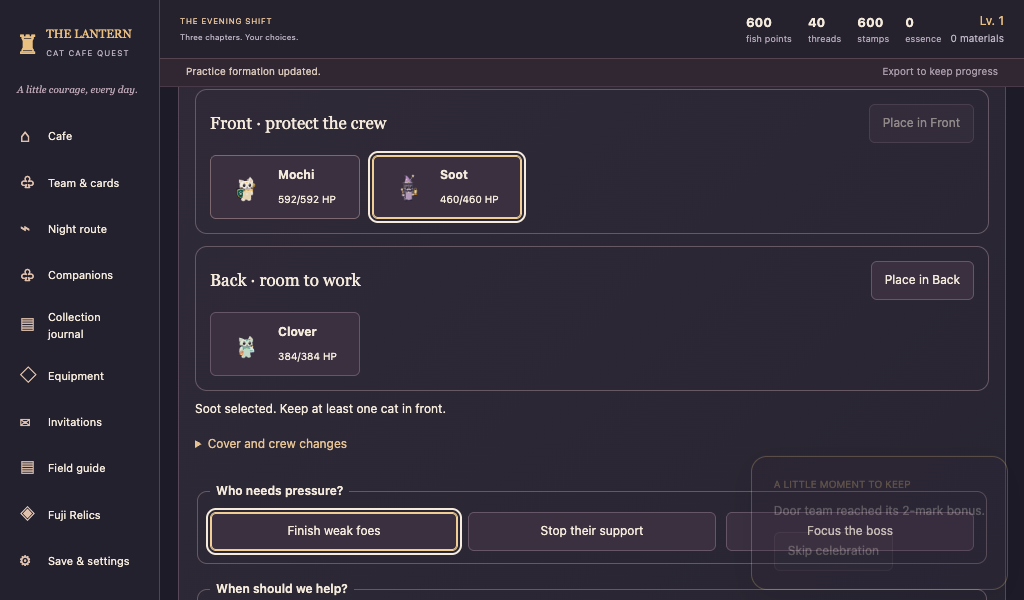 THE LANTERN
CAT CAFE QUEST
A little courage, every day.
Cafe
Team & cards
Night route
Companions
Collection
journal
Equipment
Invitations
Field guide
Fuji Relics
Save & settings
THE EVENING SHIFT
Three chapters. Your choices.
600
fish points
40
threads
600
stamps
0
essence
Lv. 1
0 materials
Practice formation updated.
Export to keep progress
Front · protect the crew
Place in Front
Mochi
592/592 HP
Soot
460/460 HP
Back · room to work
Place in Back
Clover
384/384 HP
Soot selected. Keep at least one cat in front.
Cover and crew changes
Who needs pressure?
Finish weak foes
Stop their support
Focus the boss
A LITTLE MOMENT TO KEEP
Door team reached its 2-mark bonus.
Skip celebration
When should we help?